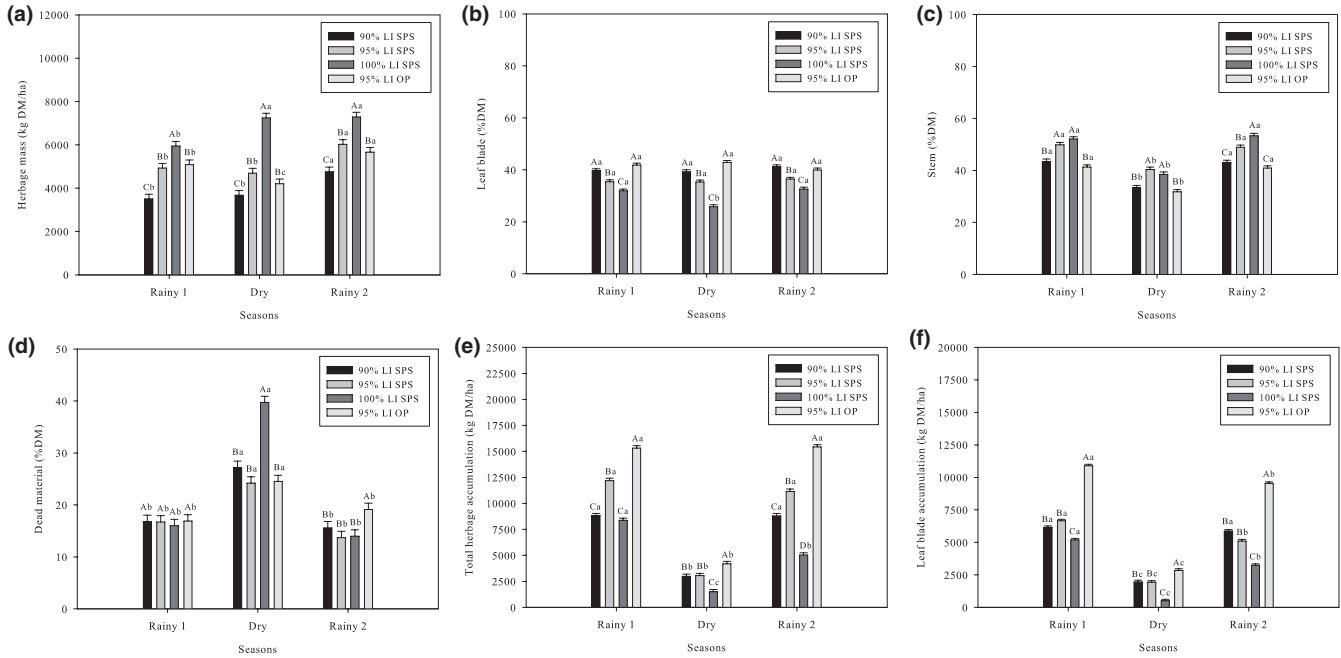 (a)
Herbage mass (kg DM/ha)
12000
10000
8000
6000
4000
2000
0
90% LI SPS
95% LI SPS
100% LI SPS
95% LI OP
Cb Bb Ab Bb
Cb Bb Aa Bc
Ca Ba Aa Ba
Rainy 1 Dry Rainy 2
Seasons
(b)
Leaf blade (%DM)
100
80
60
40
20
0
90% LI SPS
95% LI SPS
100% LI SPS
95% LI OP
Aa Ba Ca Aa
Aa Ba Cb Aa
Aa Ba Ca Aa
Rainy 1 Dry Rainy 2
Seasons
(c)
Stem (%DM)
100
80
60
40
20
0
90% LI SPS
95% LI SPS
100% LI SPS
95% LI OP
Ba Aa Aa Ba
Bb Ab Ab Bb
Ca Ba Aa Ca
Rainy 1 Dry Rainy 2
Seasons
(d)
Dead material (%DM)
50
40
30
20
10
0
90% LI SPS
95% LI SPS
100% LI SPS
95% LI OP
Ab Ab Ab Ab
Ba Ba Aa Ba
Bb Bb Bb Ab
Rainy 1 Dry Rainy 2
Seasons
(e)
Total herbage accumulation (kg DM/ha)
25000
22500
20000
17500
15000
12500
10000
7500
5000
2500
0
90% LI SPS
95% LI SPS
100% LI SPS
95% LI OP
Ca Ba Ca Aa
Bb Bb Cc Ab
Ca Ba Db Aa
Rainy 1 Dry Rainy 2
Seasons
(f)
Leaf blade accumulation (kg DM/ha)
20000
17500
15000
12500
10000
7500
5000
2500
0
90% LI SPS
95% LI SPS
100% LI SPS
95% LI OP
Ba Ba Ca Aa
Bc Bc Cc Ac
Ba Bb Cb Ab
Rainy 1 Dry Rainy 2
Seasons